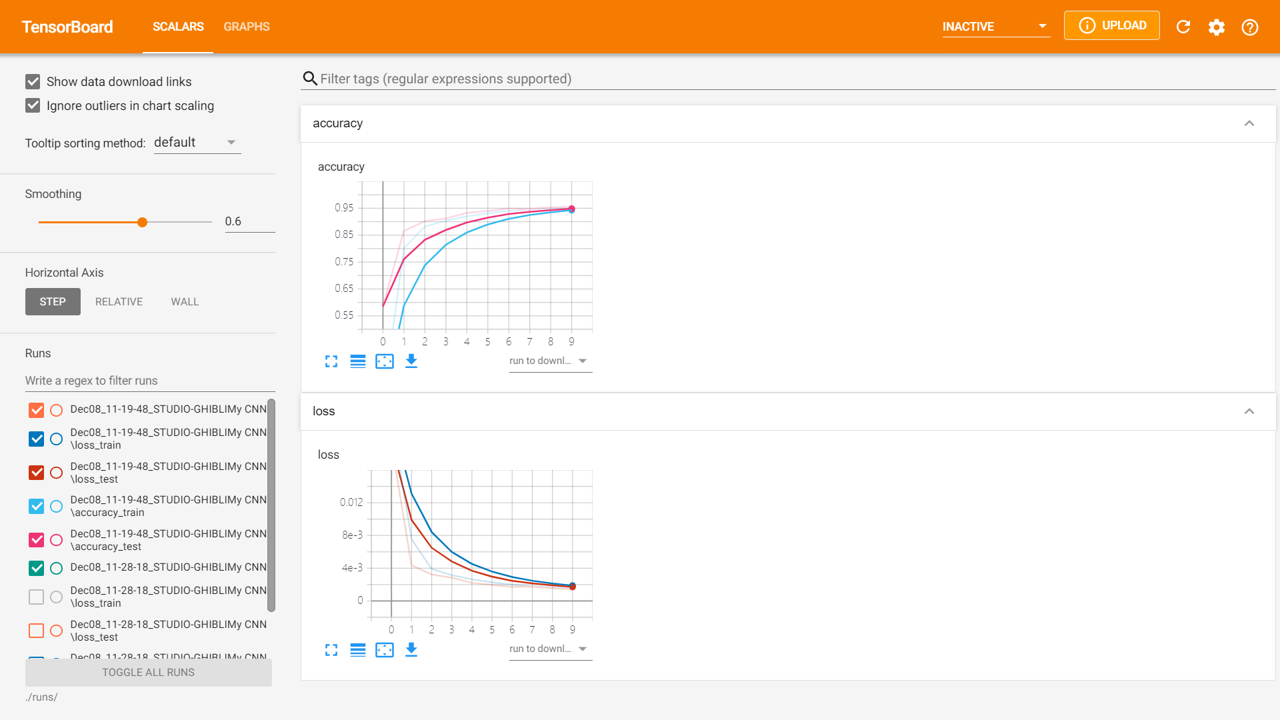 TensorBoard
SCALARS
GRAPHS
INACTIVE
UPLOAD
Show data download links
Ignore outliers in chart scaling
Tooltip sorting method:
default
Smoothing
0.6
Horizontal Axis
STEP
RELATIVE
WALL
Runs
Write a regex to filter runs
Dec08_11-19-48_STUDIO-GHIBLIMy CNN
Dec08_11-19-48_STUDIO-GHIBLIMy CNN
\loss_train
Dec08_11-19-48_STUDIO-GHIBLIMy CNN
\loss_test
Dec08_11-19-48_STUDIO-GHIBLIMy CNN
\accuracy_train
Dec08_11-19-48_STUDIO-GHIBLIMy CNN
\accuracy_test
Dec08_11-28-18_STUDIO-GHIBLIMy CNN
Dec08_11-28-18_STUDIO-GHIBLIMy CNN
\loss_train
Dec08_11-28-18_STUDIO-GHIBLIMy CNN
\loss_test
Dec08_11-28-18_STUDIO-GHIBLIMy CNN
TOGGLE ALL RUNS
./runs/
Filter tags (regular expressions supported)
accuracy
accuracy
0.95
0.85
0.75
0.65
0.55
0 1 2 3 4 5 6 7 8 9
run to downl...
loss
loss
0.012
8e-3
4e-3
0
0 1 2 3 4 5 6 7 8 9
run to downl...